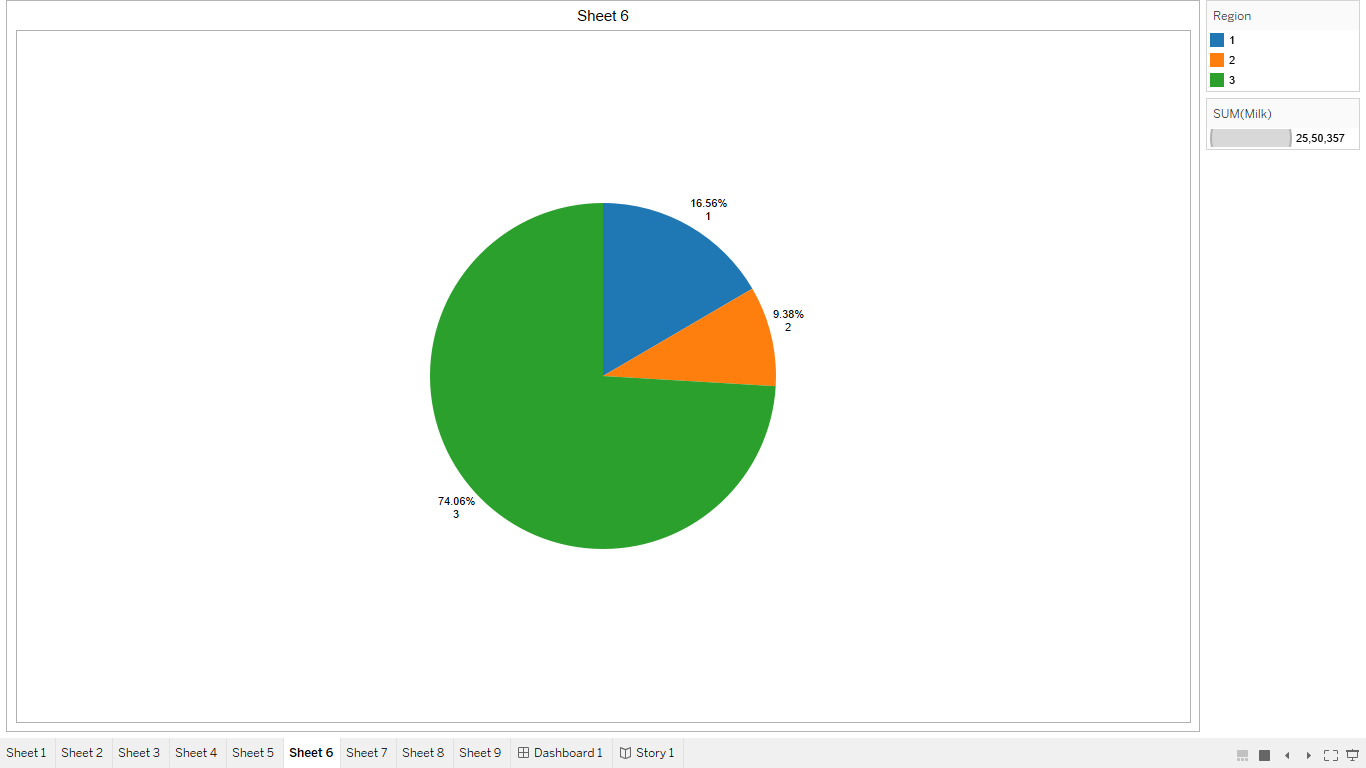 Sheet 6
Region
1
2
3
SUM(Milk)
25,50,357
16.56%
1
9.38%
2
74.06%
3
Sheet 1 Sheet 2 Sheet 3 Sheet 4 Sheet 5 Sheet 6 Sheet 7 Sheet 8 Sheet 9 Dashboard 1 Story 1